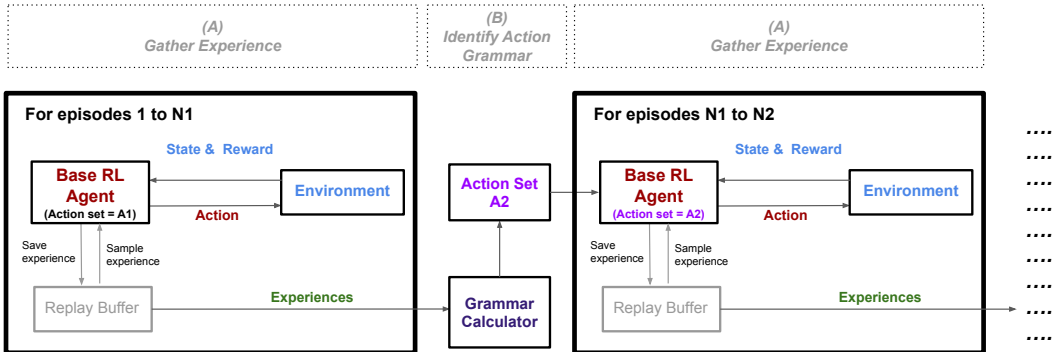 (A)
Gather Experience
(B)
Identify Action
Grammar
(A)
Gather Experience
For episodes 1 to N1
State & Reward
Base RL
Agent
(Action set = A1)
Environment
Action
Save
experience
Sample
experience
Replay Buffer
Experiences
Action Set
A2
Grammar
Calculator
For episodes N1 to N2
State & Reward
Base RL
Agent
(Action set = A2)
Environment
Action
Save
experience
Sample
experience
Replay Buffer
Experiences
....
....
....
....
....
....
....
....
....